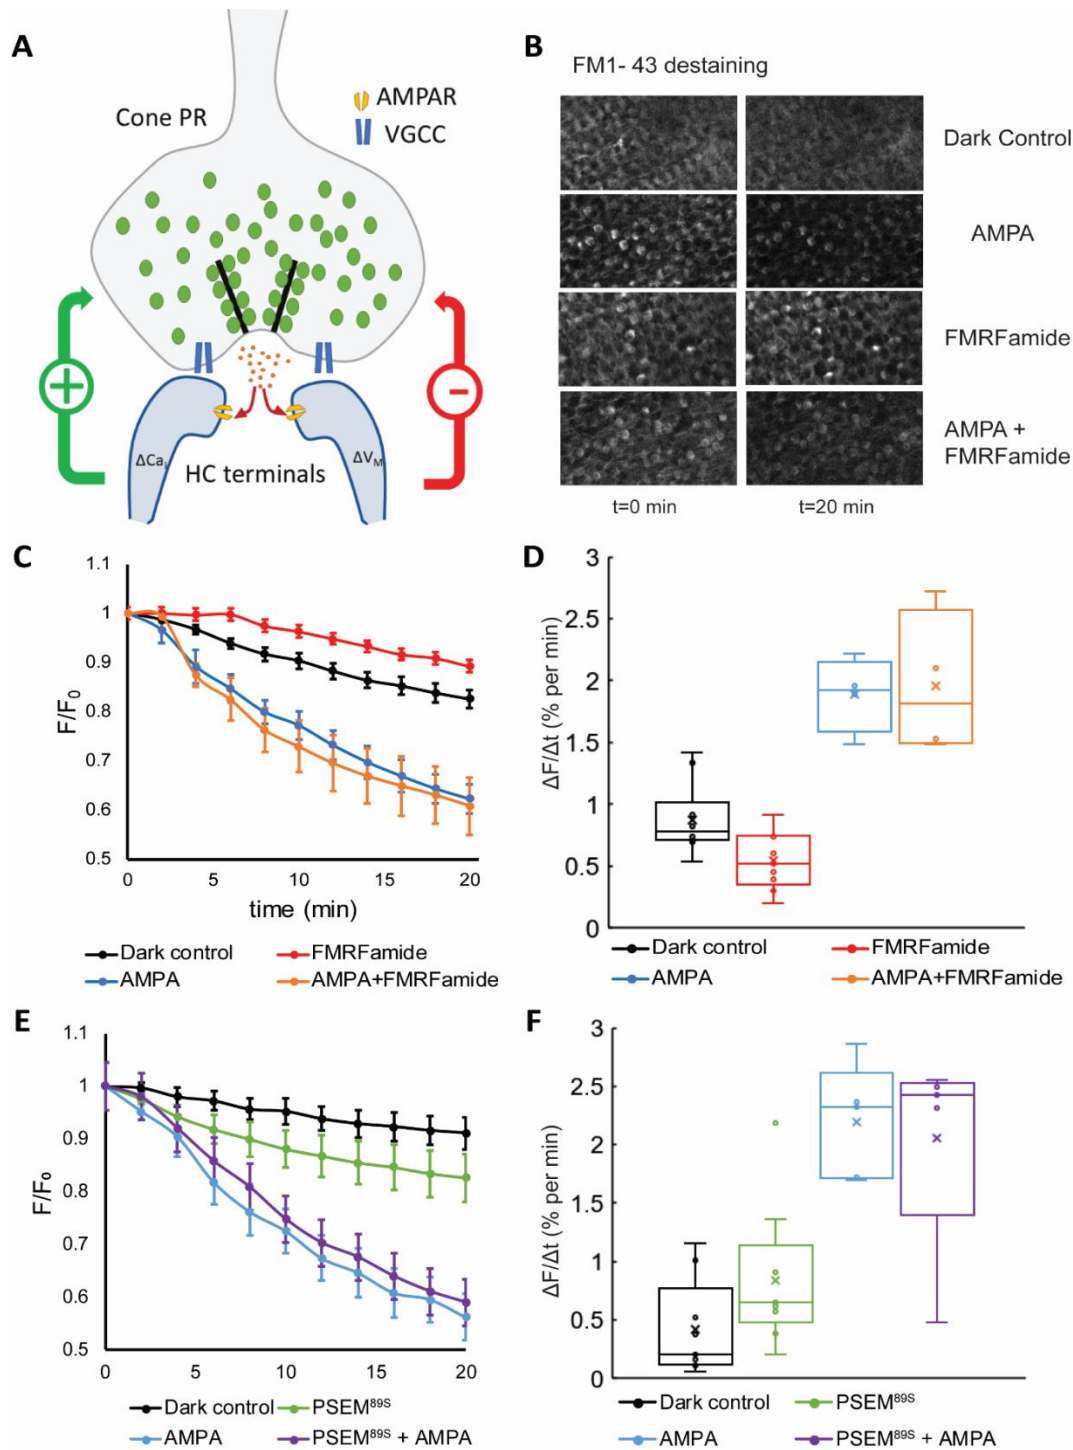 A
Cone PR
AMPAR
VGCC
+
-
ΔCaᵢ
HC terminals
ΔV_M
B
FM1- 43 destaining
Dark Control
AMPA
FMRFamide
AMPA +
FMRFamide
t=0 min
t=20 min
C
1.1
1
0.9
0.8
0.7
0.6
0.5
F/F₀
0 5 10 15 20
time (min)
Dark control
FMRFamide
AMPA
AMPA+FMRFamide
D
3
2.5
2
1.5
1
0.5
0
ΔF/Δt (% per min)
Dark control
FMRFamide
AMPA
AMPA+FMRFamide
E
1.1
1
0.9
0.8
0.7
0.6
0.5
F/F₀
0 5 10 15 20
Dark control
PSEM⁸⁹ˢ
AMPA
PSEM⁸⁹ˢ + AMPA
F
3
2.5
2
1.5
1
0.5
0
ΔF/Δt (% per min)
Dark control
PSEM⁸⁹ˢ
AMPA
PSEM⁸⁹ˢ + AMPA